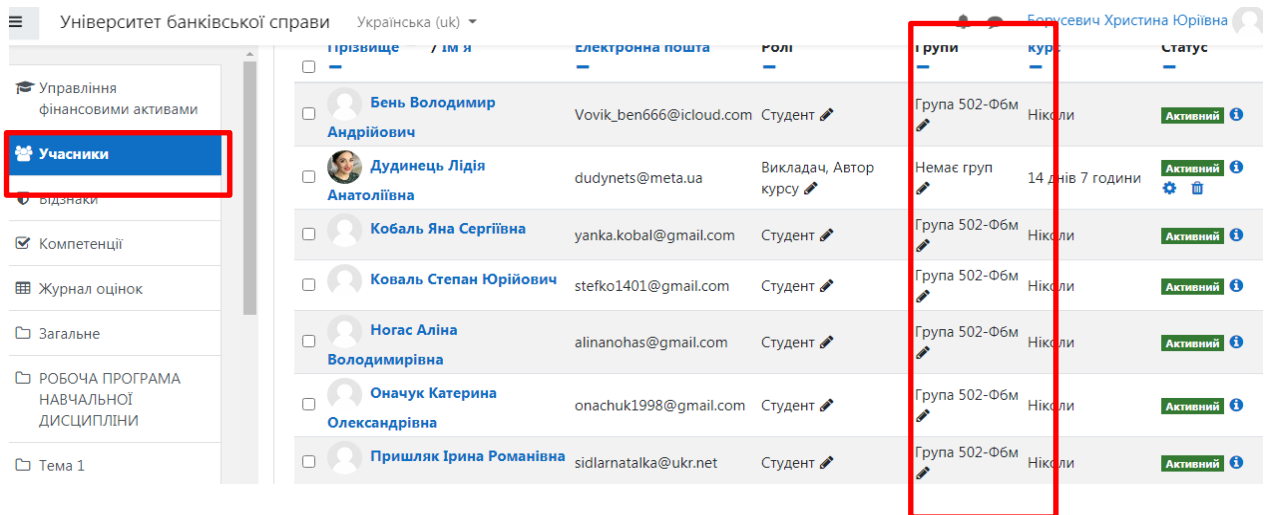 Університет банківської справи Українська (uk)
Борусевич Христина Юріївна
Управління
фінансовими активами
Учасники
Відзнаки
Компетенції
Журнал оцінок
Загальне
РОБОЧА ПРОГРАМА
НАВЧАЛЬНОЇ
ДИСЦИПЛІНИ
Тема 1
Прізвище / Ім'я Електронна пошта Ролі Групи курс Статус
Бень Володимир
Андрійович
Vovik_ben666@icloud.com Студент Група 502-Ф6м Ніколи Активний
Дудинець Лідія
Анатоліївна
dudynets@meta.ua
Викладач, Автор
курсу
Немає груп 14 днів 7 години Активний
Кобаль Яна Сергіївна yanka.kobal@gmail.com Студент Група 502-Ф6м Ніколи Активний
Коваль Степан Юрійович stefko1401@gmail.com Студент Група 502-Ф6м Ніколи Активний
Ногас Аліна
Володимирівна
alinanohas@gmail.com Студент Група 502-Ф6м Ніколи Активний
Оначук Катерина
Олександрівна
onachuk1998@gmail.com Студент Група 502-Ф6м Ніколи Активний
Пришляк Ірина Романівна sidlarnatalka@ukr.net Студент Група 502-Ф6м Ніколи Активний